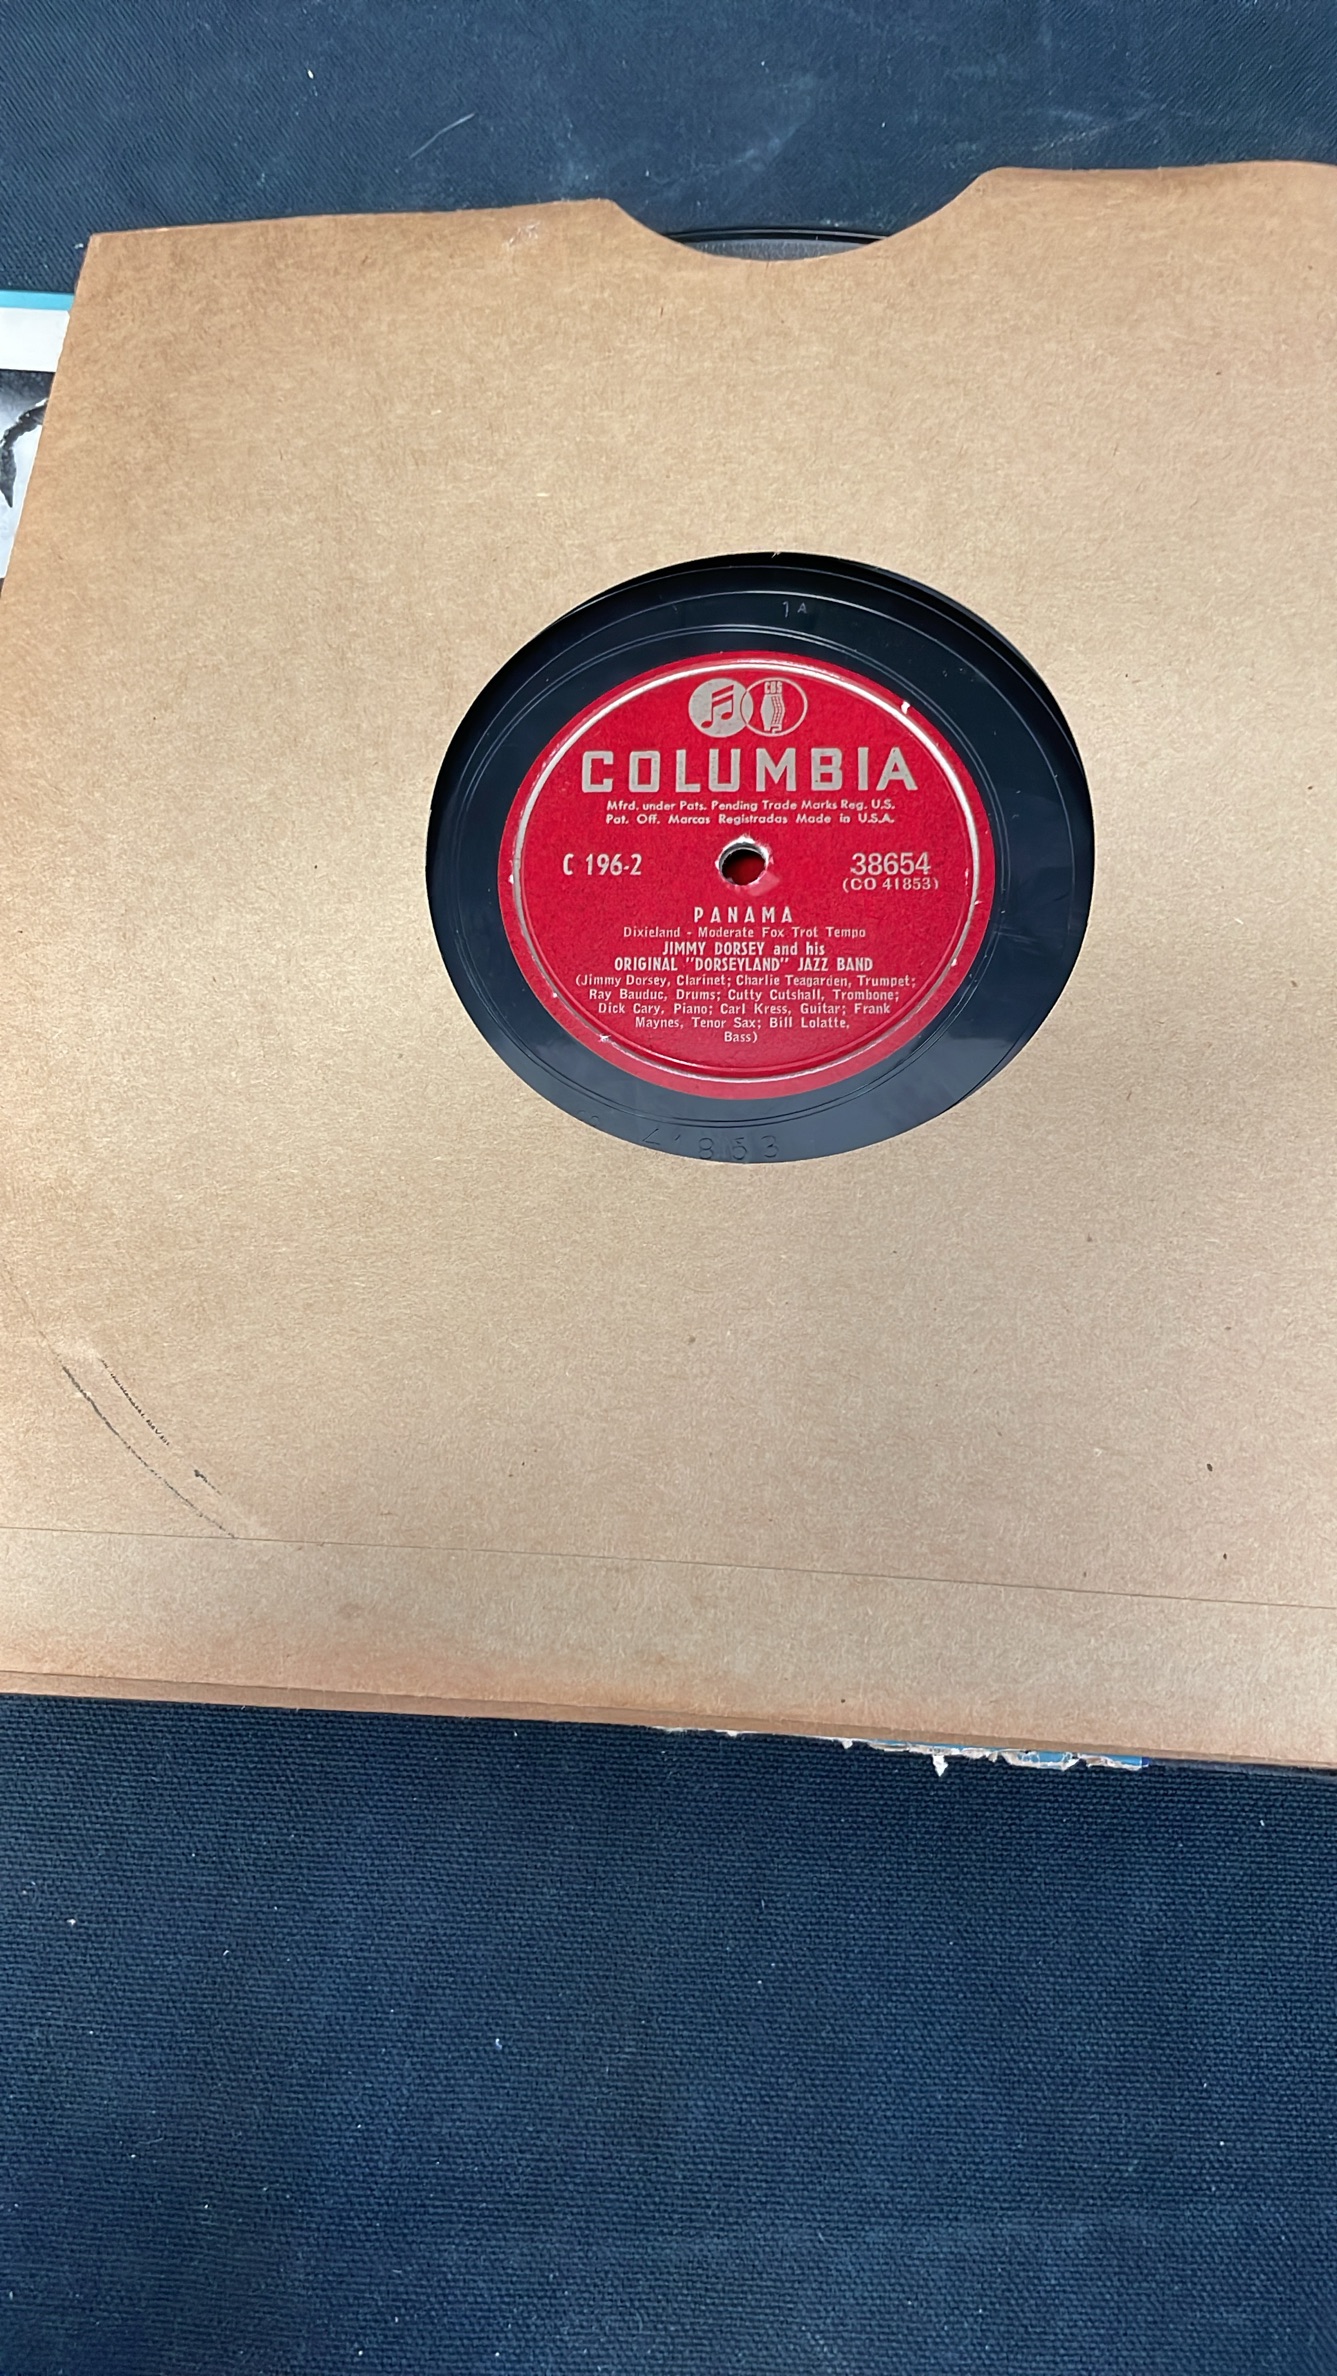 1 A
CBS
COLUMBIA
Mfrd. under Pats. Pending Trade Marks Reg. U.S.
Pat. Off. Marcas Registradas Made in U.S.A.
C 196-2
38654
(CO 41853)
PANAMA
Dixieland - Moderate Fox Trot Tempo
JIMMY DORSEY and his
ORIGINAL "DORSEYLAND" JAZZ BAND
(Jimmy Dorsey, Clarinet; Charlie Teagarden, Trumpet;
Ray Bauduc, Drums; Cutty Cutshall, Trombone;
Dick Cary, Piano; Carl Kress, Guitar; Frank
Maynes, Tenor Sax; Bill Lolatte,
Bass)
41853